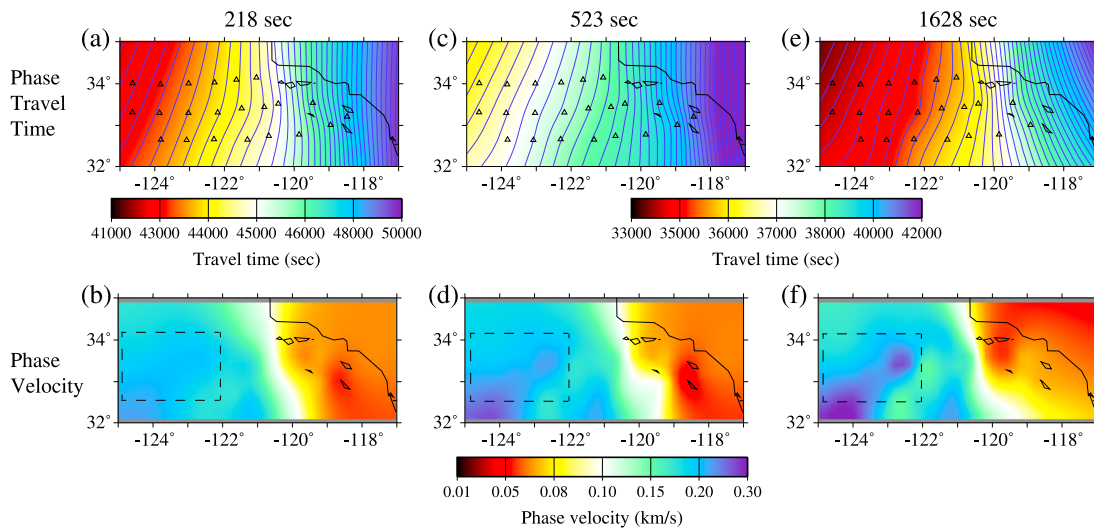 218 sec 523 sec 1628 sec
(a) (c) (e)
Phase
Travel
Time
34°
32°
34°
32°
34°
32°
-124° -122° -120° -118°
-124° -122° -120° -118°
-124° -122° -120° -118°
41000 43000 44000 45000 48000 50000
Travel time (sec)
33000 35000 36000 37000 38000 40000 42000
Travel time (sec)
(b) (d) (f)
Phase
Velocity
34°
32°
34°
32°
34°
32°
-124° -122° -120° -118°
-124° -122° -120° -118°
-124° -122° -120° -118°
0.01 0.05 0.08 0.10 0.15 0.20 0.30
Phase velocity (km/s)